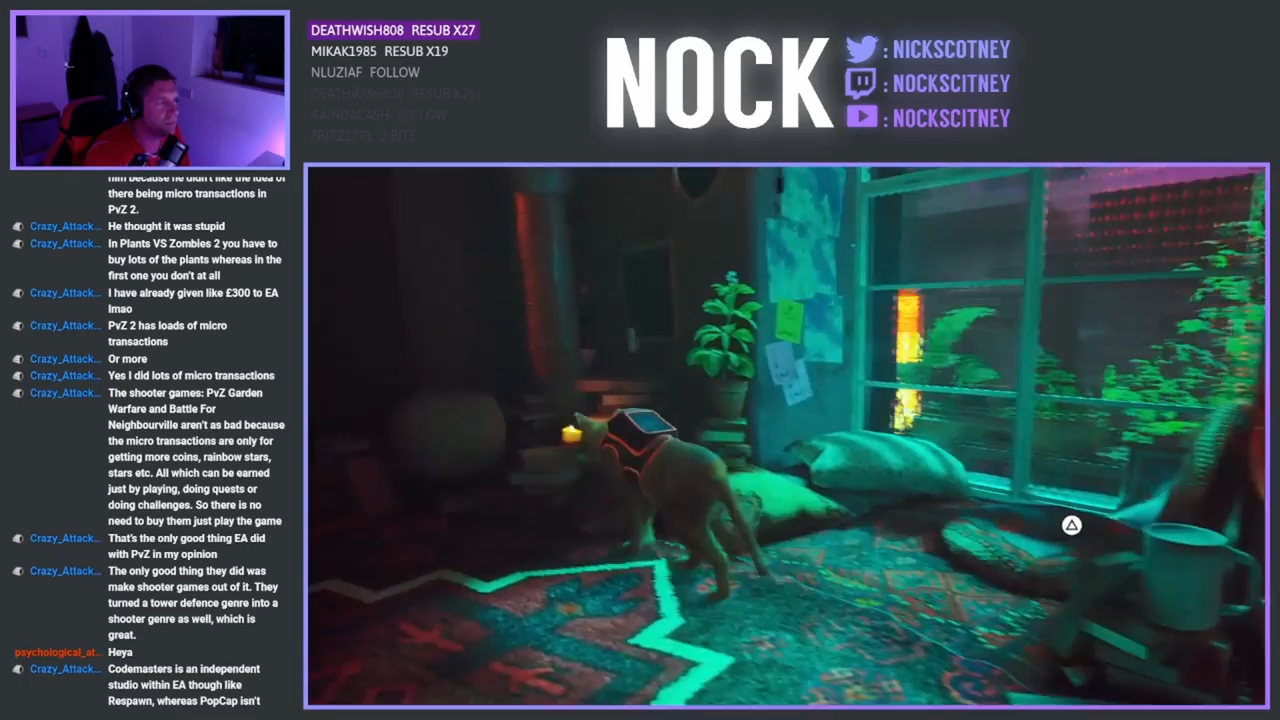 DEATHWISH808 RESUB X27
MIKAK1985 RESUB X19
NLUZIAF FOLLOW
DEATHWISH808 RESUB X26
RAINDACASH FOLLOW
FRITZ1791 2 BITS
NOCK
: NICKSCOTNEY
: NOCKSCITNEY
: NOCKSCITNEY
him because he didn't like the idea of
there being micro transactions in
PvZ 2.
Crazy_Attack... He thought it was stupid
Crazy_Attack... In Plants VS Zombies 2 you have to
buy lots of the plants whereas in the
first one you don't at all
Crazy_Attack... I have already given like £300 to EA
lmao
Crazy_Attack... PvZ 2 has loads of micro
transactions
Crazy_Attack... Or more
Crazy_Attack... Yes I did lots of micro transactions
Crazy_Attack... The shooter games: PvZ Garden
Warfare and Battle For
Neighbourville aren't as bad because
the micro transactions are only for
getting more coins, rainbow stars,
stars etc. All which can be earned
just by playing, doing quests or
doing challenges. So there is no
need to buy them just play the game
Crazy_Attack... That's the only good thing EA did
with PvZ in my opinion
Crazy_Attack... The only good thing they did was
make shooter games out of it. They
turned a tower defence genre into a
shooter genre as well, which is
great.
psychological_at... Heya
Crazy_Attack... Codemasters is an independent
studio within EA though like
Respawn, whereas PopCap isn't